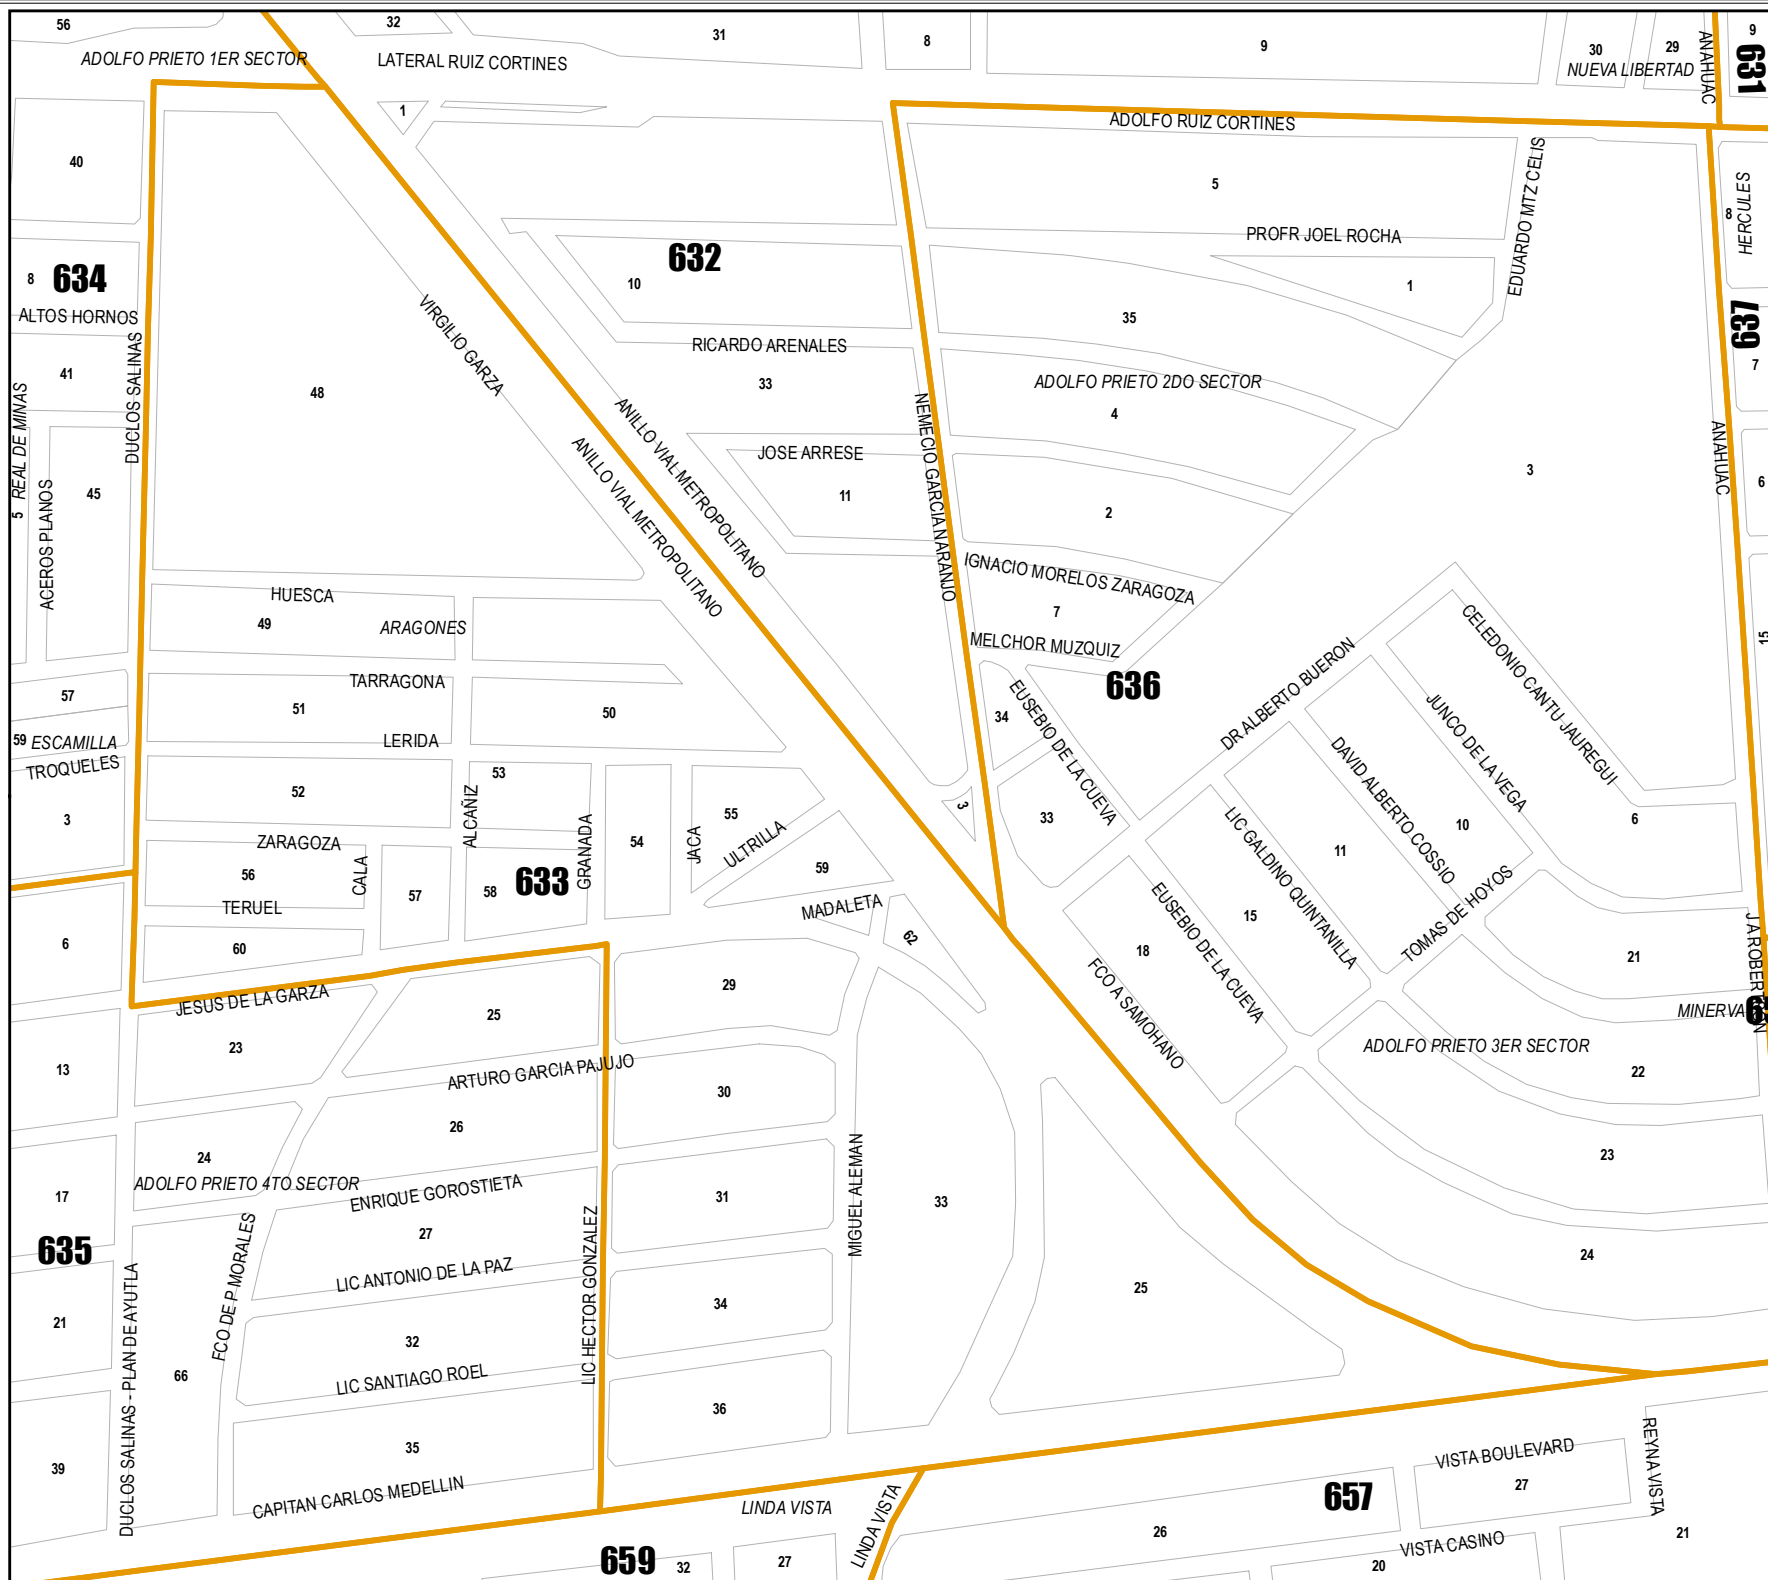 56
32
31
8
9
30
29
9
ANAHUAC
631
ADOLFO PRIETO 1ER SECTOR
LATERAL RUIZ CORTINES
NUEVA LIBERTAD
1
ADOLFO RUIZ CORTINES
40
5
EDUARDO MTZ CELIS
8
HERCULES
PROFR JOEL ROCHA
632
634
8
10
1
ALTOS HORNOS
35
637
VIRGILIO GARZA
DUCLOS SALINAS
RICARDO ARENALES
7
41
48
33
ADOLFO PRIETO 2DO SECTOR
4
5
REAL DE MINAS
ACEROS PLANOS
45
ANILLO VIAL METROPOLITANO
ANILLO VIAL METROPOLITANO
JOSE ARRESE
11
NEMECIO GARCIA NARANJO
3
ANAHUAC
6
2
IGNACIO MORELOS ZARAGOZA
HUESCA
49
ARAGONES
7
MELCHOR MUZQUIZ
15
CELEDONIO CANTU JAUREGUI
TARRAGONA
636
DR ALBERTO BUERON
57
51
50
34
EUSEBIO DE LA CUEVA
JUNCO DE LA VEGA
59
ESCAMILLA
LERIDA
DAVID ALBERTO COSSIO
TROQUELES
53
52
3
ALCAÑIZ
GRANADA
54
JACA
55
ULTRILLA
3
33
LIC GALDINO QUINTANILLA
10
6
ZARAGOZA
CALA
11
56
57
58
633
59
TOMAS DE HOYOS
TERUEL
MADALETA
EUSEBIO DE LA CUEVA
15
6
60
62
18
21
FCO A SAMOHANO
29
JESUS DE LA GARZA
25
MINERVA
ADOLFO PRIETO 3ER SECTOR
23
13
ARTURO GARCIA PAJUJO
30
22
26
24
MIGUEL ALEMAN
23
ADOLFO PRIETO 4TO SECTOR
17
ENRIQUE GOROSTIETA
31
33
635
FCO DE P MORALES
27
LIC HECTOR GONZALEZ
24
LIC ANTONIO DE LA PAZ
25
DUCLOS SALINAS - PLAN DE AYUTLA
21
34
32
66
LIC SANTIAGO ROEL
36
35
39
REYNA VISTA
VISTA BOULEVARD
CAPITAN CARLOS MEDELLIN
657
27
LINDA VISTA
LINDA VISTA
26
21
VISTA CASINO
659
32
27
20